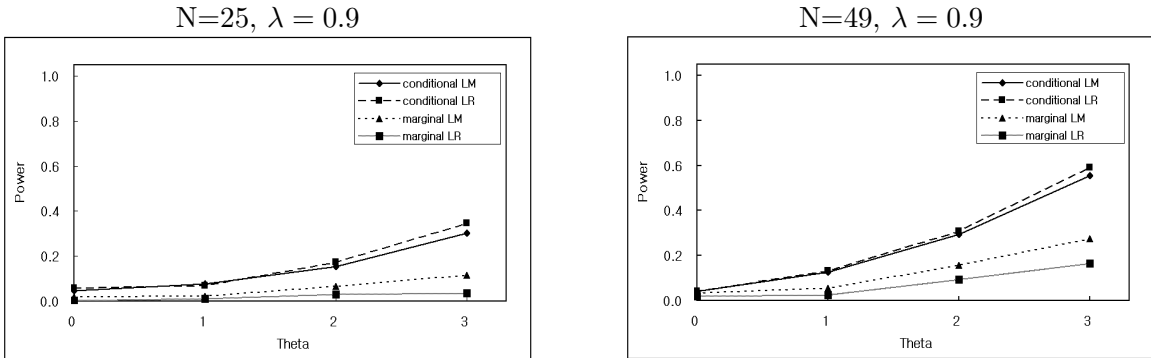 N=25, λ = 0.9
1.0
0.8
0.6
0.4
0.2
0.0
Power
0 1 2 3
Theta
conditional LM
conditional LR
marginal LM
marginal LR
N=49, λ = 0.9
1.0
0.8
0.6
0.4
0.2
0.0
Power
0 1 2 3
Theta
conditional LM
conditional LR
marginal LM
marginal LR